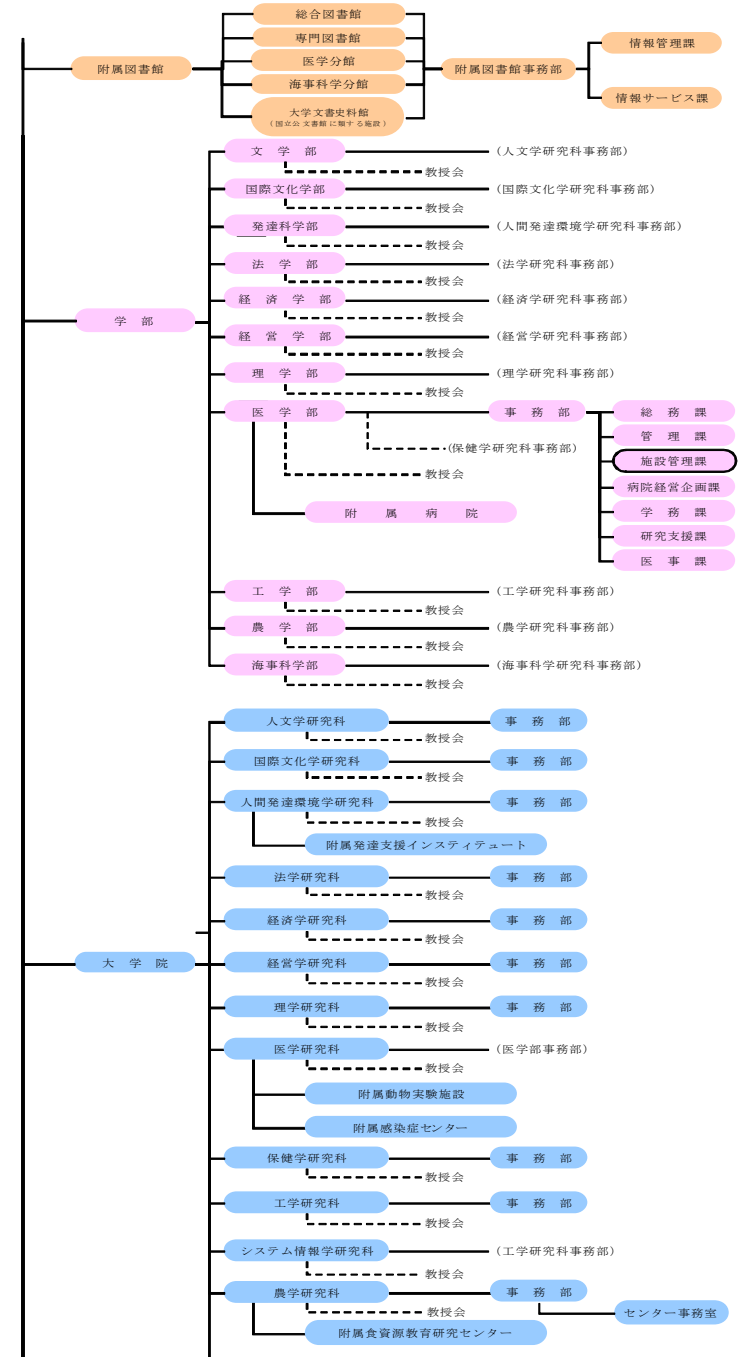 総合図書館
専門図書館
医学分館
海事科学分館
大学文書史料館
(国立公文書館に類する施設)
附属図書館
附属図書館事務部
情報管理課
情報サービス課
学部
文学部
(人文学研究科事務部)
教授会
国際文化学部
(国際文化学研究科事務部)
教授会
発達科学部
(人間発達環境学研究科事務部)
教授会
法学部
(法学研究科事務部)
教授会
経済学部
(経済学研究科事務部)
教授会
経営学部
(経営学研究科事務部)
教授会
理学部
(理学研究科事務部)
教授会
医学部
事務部
総務課
管理課
施設管理課
病院経営企画課
学務課
研究支援課
医事課
(保健学研究科事務部)
教授会
附属病院
工学部
(工学研究科事務部)
教授会
農学部
(農学研究科事務部)
教授会
海事科学部
(海事科学研究科事務部)
教授会
大学院
人文学研究科
事務部
教授会
国際文化学研究科
事務部
教授会
人間発達環境学研究科
事務部
教授会
附属発達支援インスティテュート
法学研究科
事務部
教授会
経済学研究科
事務部
教授会
経営学研究科
事務部
教授会
理学研究科
事務部
教授会
医学研究科
(医学部事務部)
教授会
附属動物実験施設
附属感染症センター
保健学研究科
事務部
教授会
工学研究科
事務部
教授会
システム情報学研究科
(工学研究科事務部)
教授会
農学研究科
事務部
教授会
センター事務室
附属食資源教育研究センター